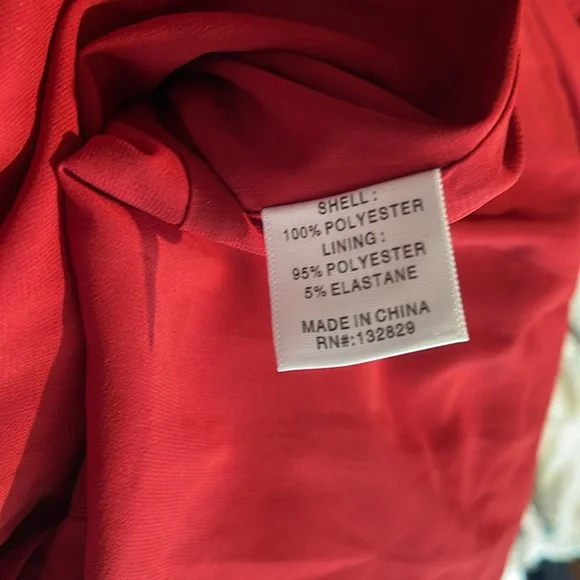 SHELL:
100% POLYESTER
LINING:
95% POLYESTER
5% ELASTANE
MADE IN CHINA
RN#:132829